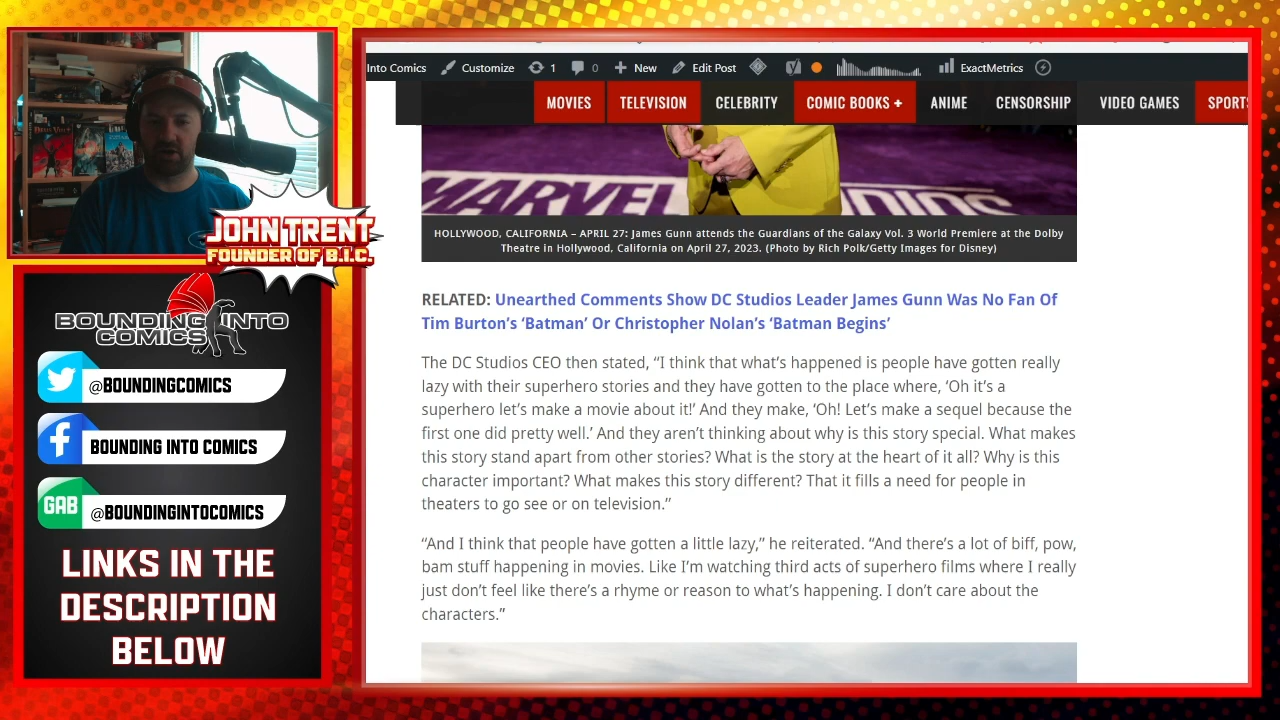 Into Comics Customize 1 0 New Edit Post ExactMetrics
MOVIES TELEVISION CELEBRITY COMIC BOOKS + ANIME CENSORSHIP VIDEO GAMES SPORTS
MARVEL
HOLLYWOOD, CALIFORNIA – APRIL 27: James Gunn attends the Guardians of the Galaxy Vol. 3 World Premiere at the Dolby
Theatre in Hollywood, California on April 27, 2023. (Photo by Rich Polk/Getty Images for Disney)
RELATED: Unearthed Comments Show DC Studios Leader James Gunn Was No Fan Of
Tim Burton’s ‘Batman’ Or Christopher Nolan’s ‘Batman Begins’
The DC Studios CEO then stated, “I think that what’s happened is people have gotten really
lazy with their superhero stories and they have gotten to the place where, ‘Oh it’s a
superhero let’s make a movie about it!’ And they make, ‘Oh! Let’s make a sequel because the
first one did pretty well.’ And they aren’t thinking about why is this story special. What makes
this story stand apart from other stories? What is the story at the heart of it all? Why is this
character important? What makes this story different? That it fills a need for people in
theaters to go see or on television.”
“And I think that people have gotten a little lazy,” he reiterated. “And there’s a lot of biff, pow,
bam stuff happening in movies. Like I’m watching third acts of superhero films where I really
just don’t feel like there’s a rhyme or reason to what’s happening. I don’t care about the
characters.”
JOHN TRENT
FOUNDER OF B.I.C.
BOUNDING INTO
COMICS
@BOUNDINGCOMICS
BOUNDING INTO COMICS
GAB @BOUNDINGINTOCOMICS
LINKS IN THE
DESCRIPTION
BELOW